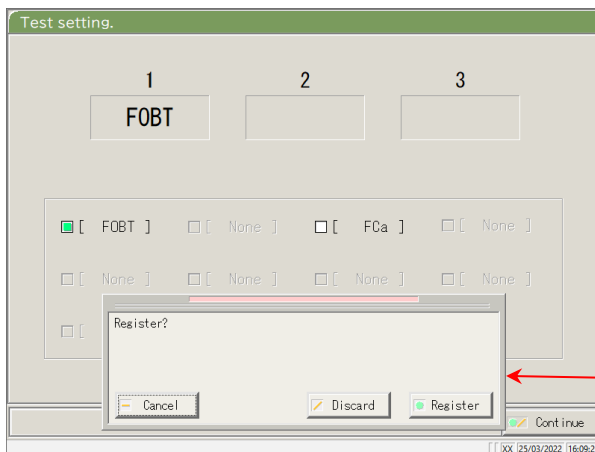 Test setting.
1 2 3
FOBT
[ FOBT ] [ None ] [ FCa ] [ None ]
[ None ] [ None ] [ None ] [ None ]
[
Register?
Cancel Discard Register
Continue
XX 25/03/2022 16:09:2